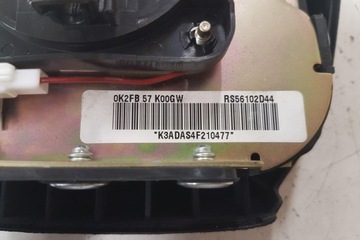 0K2FB 57 K00GW RS56102D44
*K3ADAS4F210477*